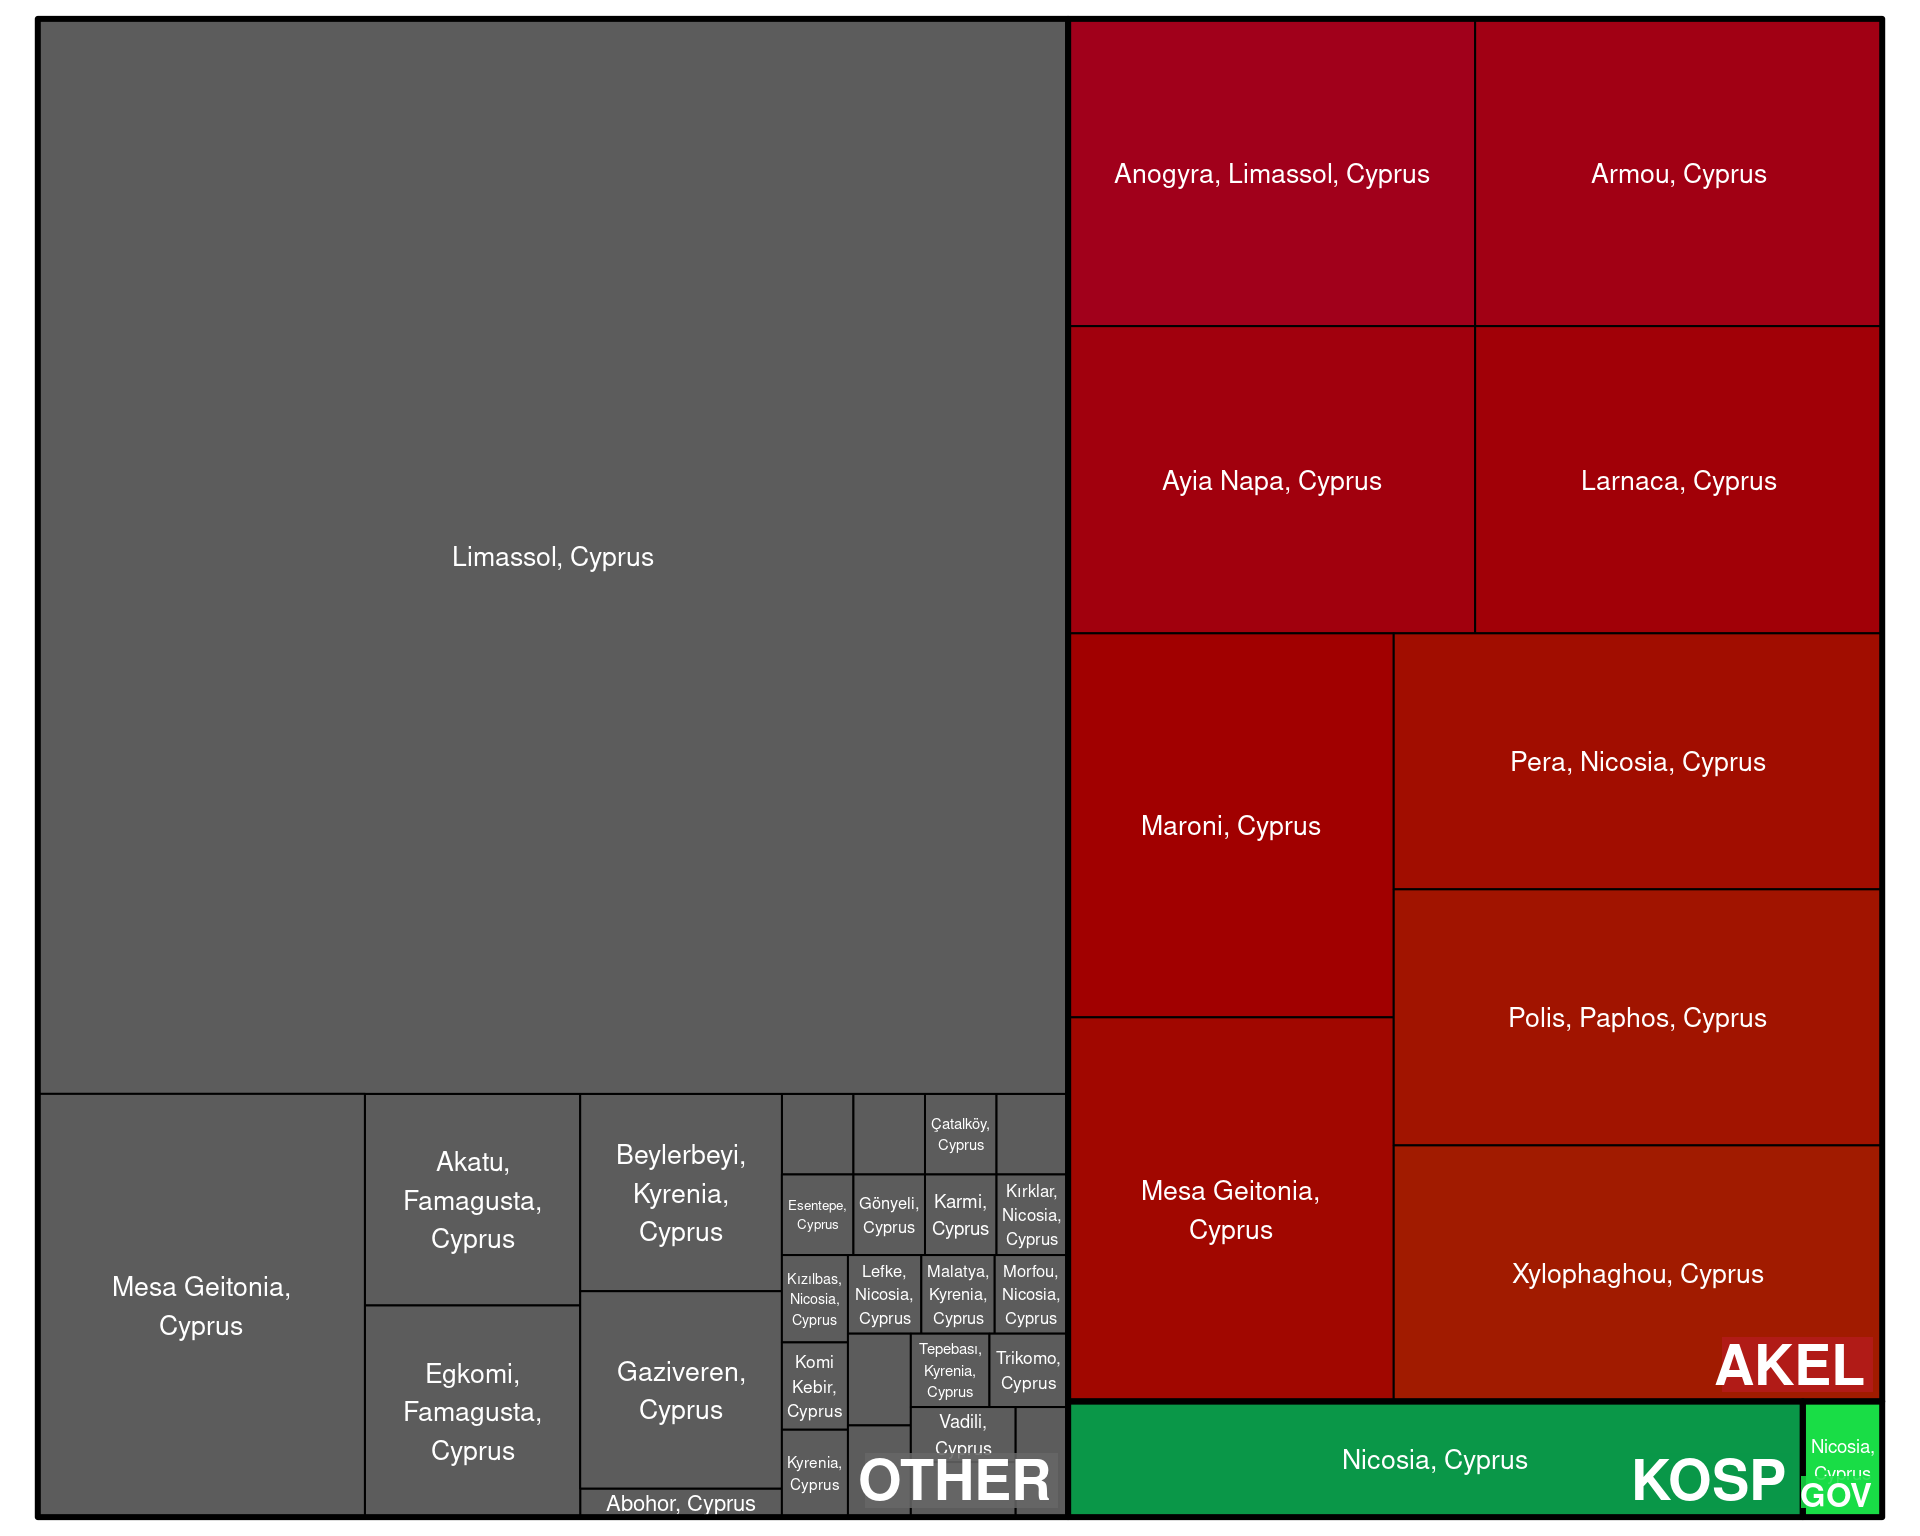 Limassol, Cyprus
Mesa Geitonia,
Cyprus
Akatu,
Famagusta,
Cyprus
Egkomi,
Famagusta,
Cyprus
Beylerbeyi,
Kyrenia,
Cyprus
Gaziveren,
Cyprus
Abohor, Cyprus
Çatalköy,
Cyprus
Esentepe,
Cyprus
Gönyeli,
Cyprus
Karmi,
Cyprus
Kırklar,
Nicosia,
Cyprus
Kızılbas,
Nicosia,
Cyprus
Lefke,
Nicosia,
Cyprus
Malatya,
Kyrenia,
Cyprus
Morfou,
Nicosia,
Cyprus
Komi
Kebir,
Cyprus
Tepebası,
Kyrenia,
Cyprus
Trikomo,
Cyprus
Kyrenia,
Cyprus
Vadili,
Cyprus
OTHER
Anogyra, Limassol, Cyprus
Armou, Cyprus
Ayia Napa, Cyprus
Larnaca, Cyprus
Maroni, Cyprus
Pera, Nicosia, Cyprus
Polis, Paphos, Cyprus
Mesa Geitonia,
Cyprus
Xylophaghou, Cyprus
AKEL
Nicosia, Cyprus
KOSP
Nicosia,
Cyprus
GOV